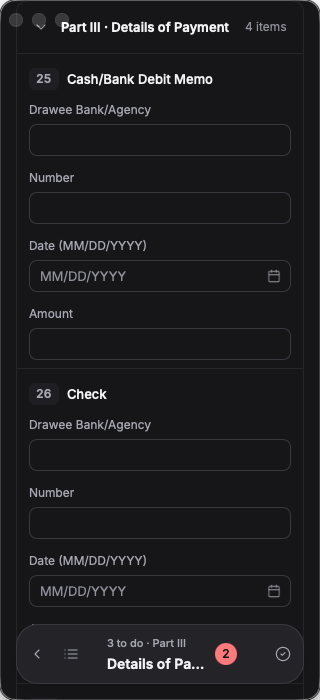 Part III · Details of Payment 4 items
25 Cash/Bank Debit Memo
Drawee Bank/Agency
Number
Date (MM/DD/YYYY)
MM/DD/YYYY
Amount
26 Check
Drawee Bank/Agency
Number
Date (MM/DD/YYYY)
MM/DD/YYYY
3 to do · Part III
Details of Pa... 2